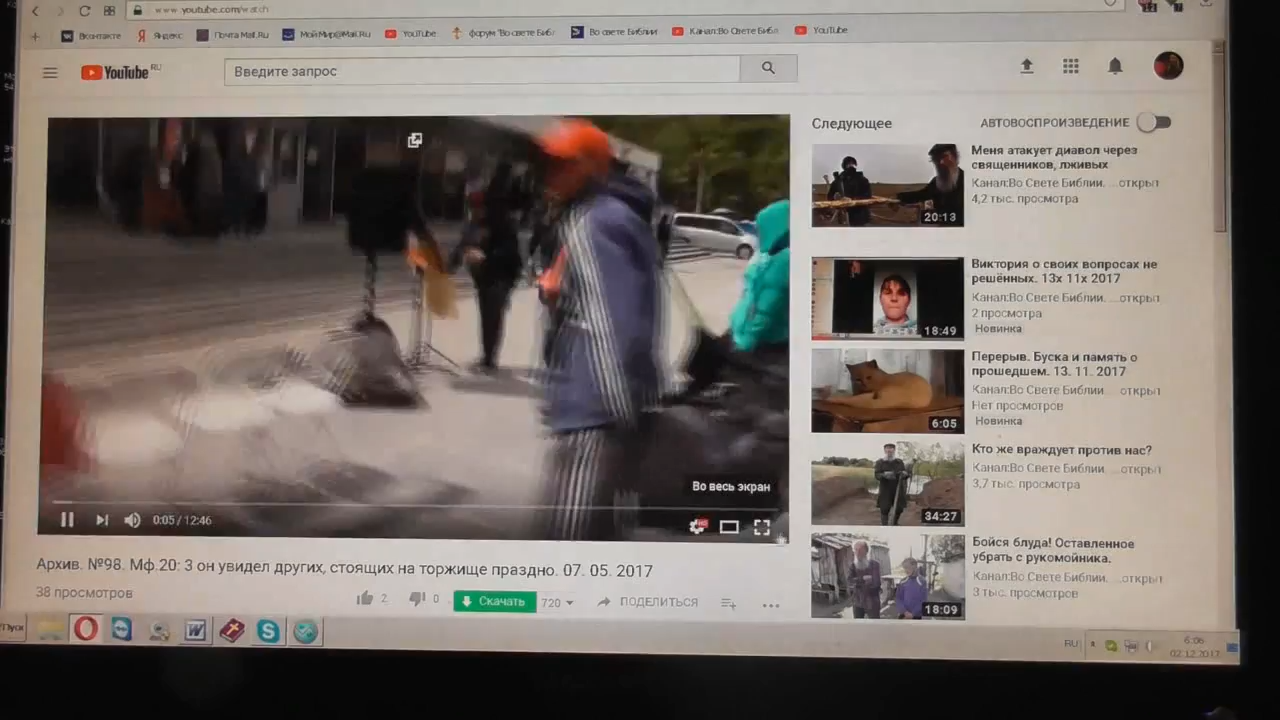 www.youtube.com/watch
Вконтакте Яндекс Почта Mail.Ru МойМир@Mail.Ru YouTube форум "Во свете Библ Во свете Библии Канал:Во Свете Библ YouTube
YouTube RU
Введите запрос
Следующее
АВТОВОСПРОИЗВЕДЕНИЕ
Меня атакует диавол через
священников, лживых
Канал:Во Свете Библии. ...открыт
4,2 тыс. просмотра
20:13
Виктория о своих вопросах не
решённых. 13х 11х 2017
Канал:Во Свете Библии. ...открыт
2 просмотра
Новинка
18:49
Перерыв. Буска и память о
прошедшем. 13. 11. 2017
Канал:Во Свете Библии. ...открыт
Нет просмотров
Новинка
6:05
Кто же враждует против нас?
Канал:Во Свете Библии. ...открыт
3,7 тыс. просмотра
34:27
Бойся блуда! Оставленное
убрать с рукомойника.
Канал:Во Свете Библии. ...открыт
3 тыс. просмотра
18:09
Во весь экран
0:05 / 12:46
HD
Архив. №98. Мф.20: 3 он увидел других, стоящих на торжище праздно. 07. 05. 2017
38 просмотров
2 0 Скачать 720 ПОДЕЛИТЬСЯ
Пуск
RU
6:06
02.12.2017